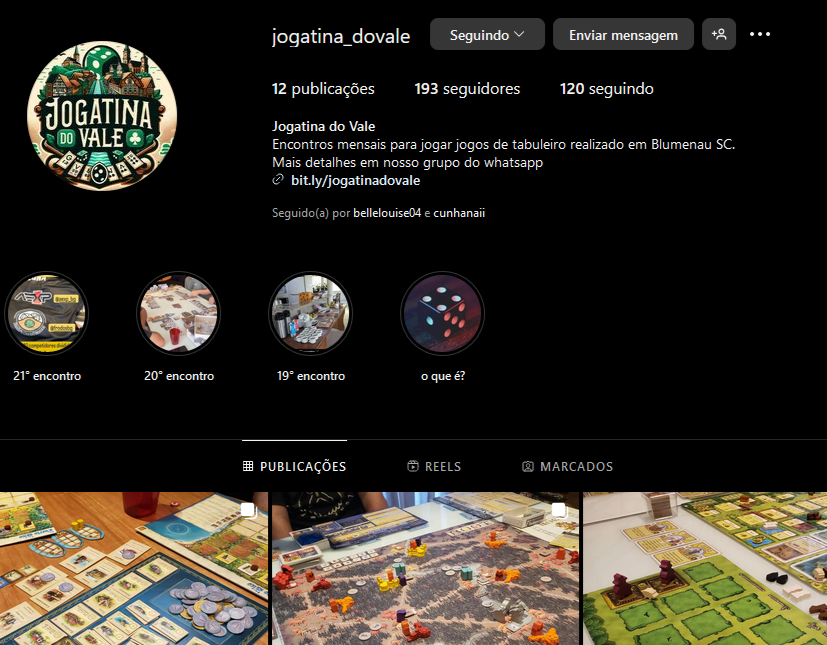 jogatina_dovale
Seguindo
Enviar mensagem
12 publicações
193 seguidores
120 seguindo
JOGATINA
DO VALE
Jogatina do Vale
Encontros mensais para jogar jogos de tabuleiro realizado em Blumenau SC.
Mais detalhes em nosso grupo do whatsapp
bit.ly/jogatinadovale
Seguido(a) por bellelouise04 e cunhanaii
21° encontro
20° encontro
19° encontro
o que é?
PUBLICAÇÕES
REELS
MARCADOS